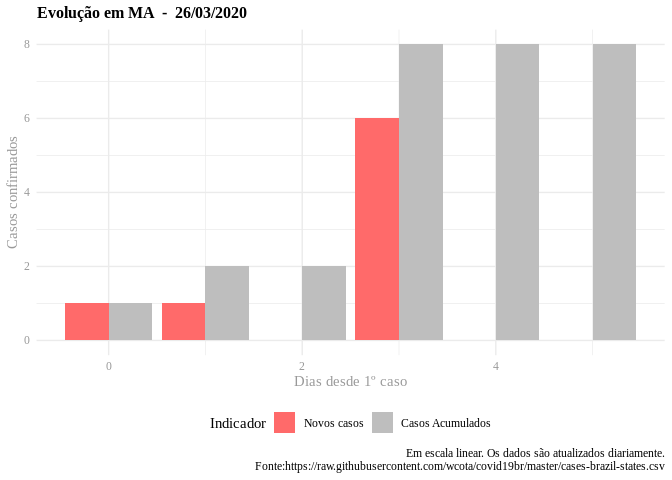 Evolução em MA  -  26/03/2020
Casos confirmados
8
6
4
2
0
0 2 4
Dias desde 1º caso
Indicador Novos casos Casos Acumulados
Em escala linear. Os dados são atualizados diariamente.
Fonte:https://raw.githubusercontent.com/wcota/covid19br/master/cases-brazil-states.csv